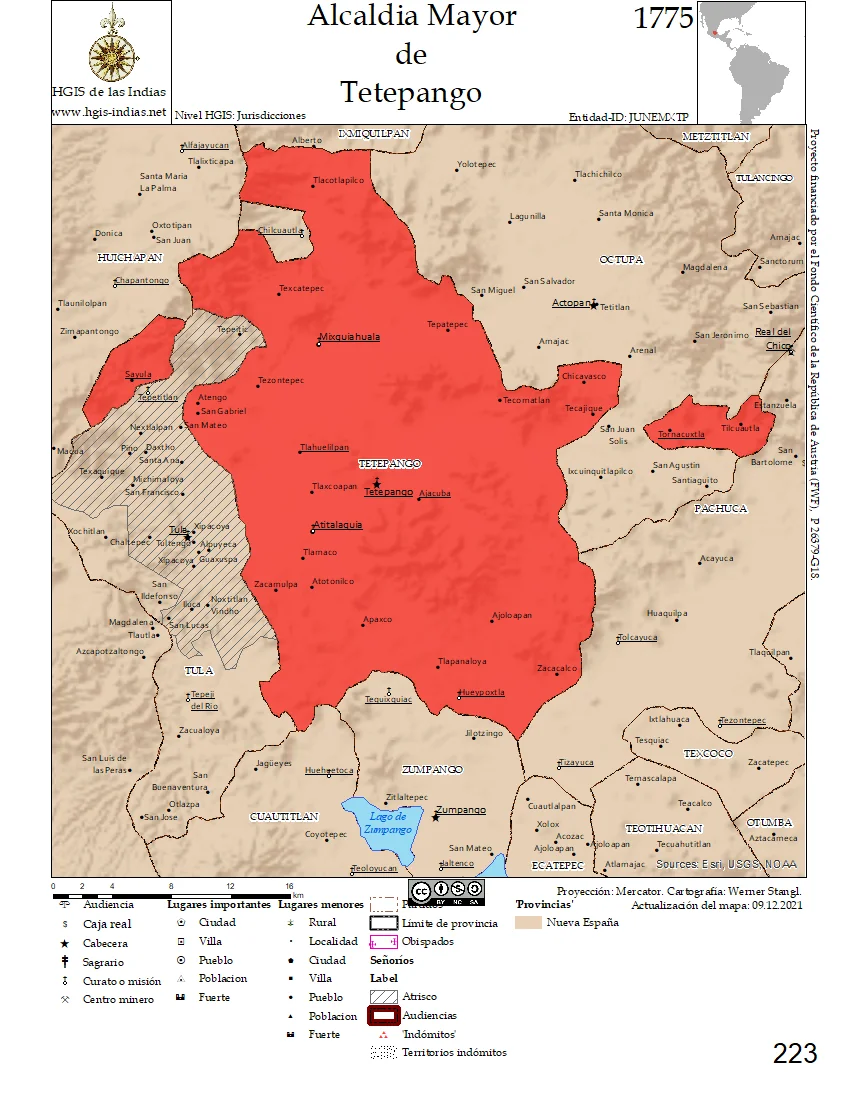 Alcaldia Mayor
de
Tetepango
1775
HGIS de las Indias
www.hgis-indias.net
Nivel HGIS: Jurisdicciones
Entidad-ID: JUNEMXTP
Proyecto financiado por el Fondo Científico de la República de Austria (FWF), P 26379-G18.
INMIQUILPAN
METZTITLAN
Alfajayucan
Alberto
Tlalixticapa
Yolotepec
Santa Maria
La Palma
Tlacotlapilco
Tlachichilco
TULANCINGO
Lagunilla
Santa Monica
Oxtotipan
San Juan
Donica
Chilcuautla
Amajac
HUICHAPAN
OCTUPA
Magdalena
Sanctorum
Chapantongo
San Salvador
San Miguel
Texcatepec
Tlaunilolpan
Actopan
Tetitlan
San Sebastian
Zimapantongo
Tepeitic
Mixquiahuala
Tepatepec
Amajac
Arenal
San Jeronimo
Real del
Chico
Sayula
Tezontepec
Chicavasco
Tepetitlan
Atengo
Tecomatlan
Tecajique
Estanzuela
San Gabriel
San Mateo
Nextlalpan
San Juan
Solis
Tornacuxtla
Tilcuautla
Macua
Pino
Daxtho
Santa Ana
Tlahuelilpan
San
Bartolome
TETEPANGO
Texaquique
Ixcuinquitlapilco
San Agustin
Santiaguito
Michimaloya
San Francisco
Tlaxcoapan
Tetepango
Ajacuba
PACHUCA
Xochitlan
Tula
Xipacoya
Atitalaquia
Chaltepec
Tultengo
Alpuyeca
Xipacoya
Guaxuspa
Tlamaco
Acayuca
San
Ildefonso
Zacamulpa
Atotonilco
Iluca
Noxtitlan
Vindho
Magdalena
San Lucas
Tlautla
Apaxco
Ajoloapan
Huaquilpa
Tolcayuca
Azcapotzaltongo
Tlaquilpan
TULA
Tlapanaloya
Zacacalco
Tepeji
del Rio
Tequixquiac
Hueypoxtla
Ixtlahuaca
Tezontepec
Zacualoya
Jilotzingo
Tesquiac
TEXCOCO
San Luis de
las Peras
Jagüeyes
Huehuetoca
ZUMPANGO
Tizayuca
Zacatepec
San
Buenaventura
Temascalapa
Otlazpa
Zitlaltepec
Cuautlalpan
Teacalco
San Jose
CUAUTITLAN
Lago de
Zumpango
Zumpango
Xolox
TEOTIHUACAN
OTUMBA
Coyotepec
Acozac
Aztacameca
San Mateo
Ajoloapan
Ajoloapan
Tecuahutitlan
Teoloyucan
Jaltenco
ECATEPEC
Atlamajac
Sources: Esri, USGS, NOAA
0 2 4 8 12 16
km
cc
BY NC SA
Proyección: Mercator. Cartografía: Werner Stangl.
Actualización del mapa: 09.12.2021
Audiencia
Caja real
Cabecera
Sagrario
Curato o misión
Centro minero
Lugares importantes
Ciudad
Villa
Pueblo
Poblacion
Fuerte
Lugares menores
Rural
Localidad
Ciudad
Villa
Pueblo
Poblacion
Fuerte
Límite de provincia
Obispados
Señoríos
Label
Atrisco
Audiencias
'Indómitos'
Territorios indómitos
'Provincias'
Nueva España
223